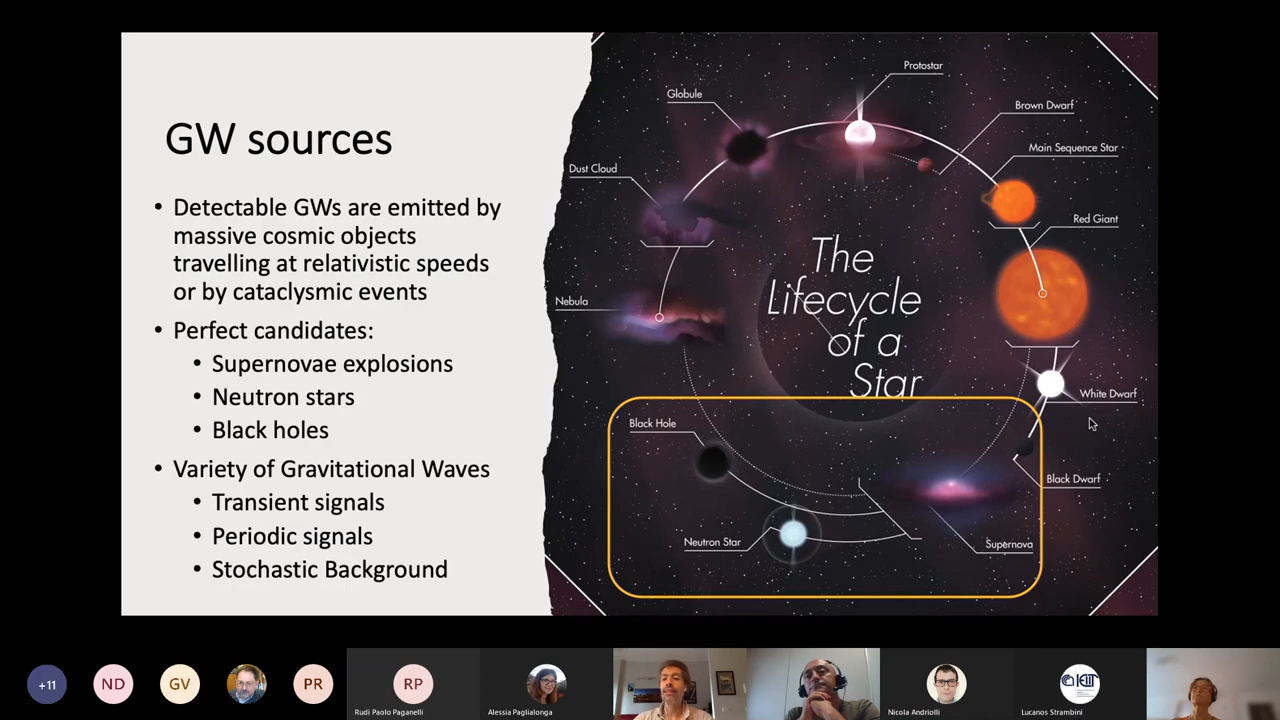 GW sources
• Detectable GWs are emitted by
massive cosmic objects
travelling at relativistic speeds
or by cataclysmic events
• Perfect candidates:
• Supernovae explosions
• Neutron stars
• Black holes
• Variety of Gravitational Waves
• Transient signals
• Periodic signals
• Stochastic Background
Protostar
Globule
Brown Dwarf
Main Sequence Star
Dust Cloud
Red Giant
The
Lifecycle
of a
Star
Nebula
White Dwarf
Black Hole
Black Dwarf
Neutron Star
Supernova
+11
ND
GV
PR
RP
IEIIT
Rudi Paolo Paganelli
Alessia Paglialonga
Nicola Andriolli
Lucanos Strambini